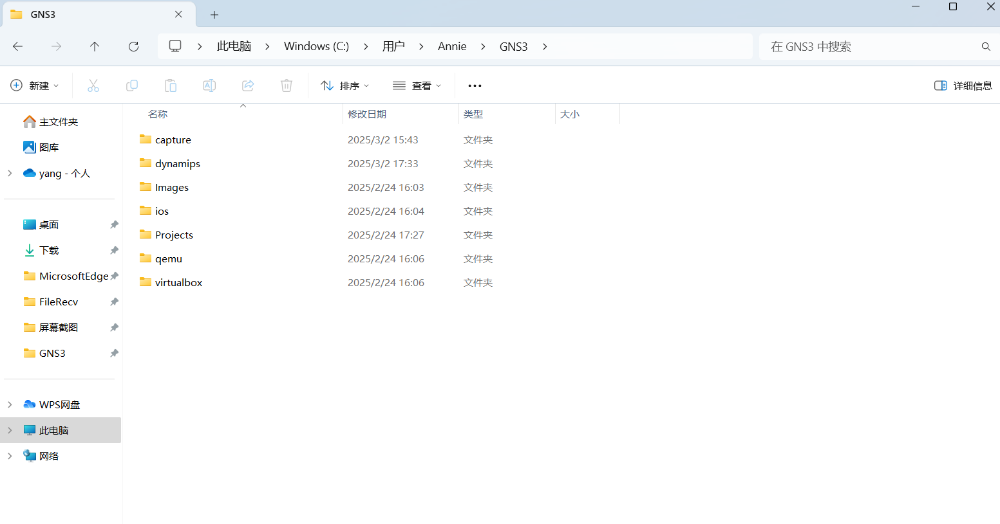 GNS3
此电脑 Windows (C:) 用户 Annie GNS3
在 GNS3 中搜索
新建 排序 查看 详细信息
名称 修改日期 类型 大小
capture 2025/3/2 15:43 文件夹
dynamips 2025/3/2 17:33 文件夹
Images 2025/2/24 16:03 文件夹
ios 2025/2/24 16:04 文件夹
Projects 2025/2/24 17:27 文件夹
qemu 2025/2/24 16:06 文件夹
virtualbox 2025/2/24 16:06 文件夹
主文件夹
图库
yang - 个人
桌面
下载
MicrosoftEdge
FileRecv
屏幕截图
GNS3
WPS网盘
此电脑
网络